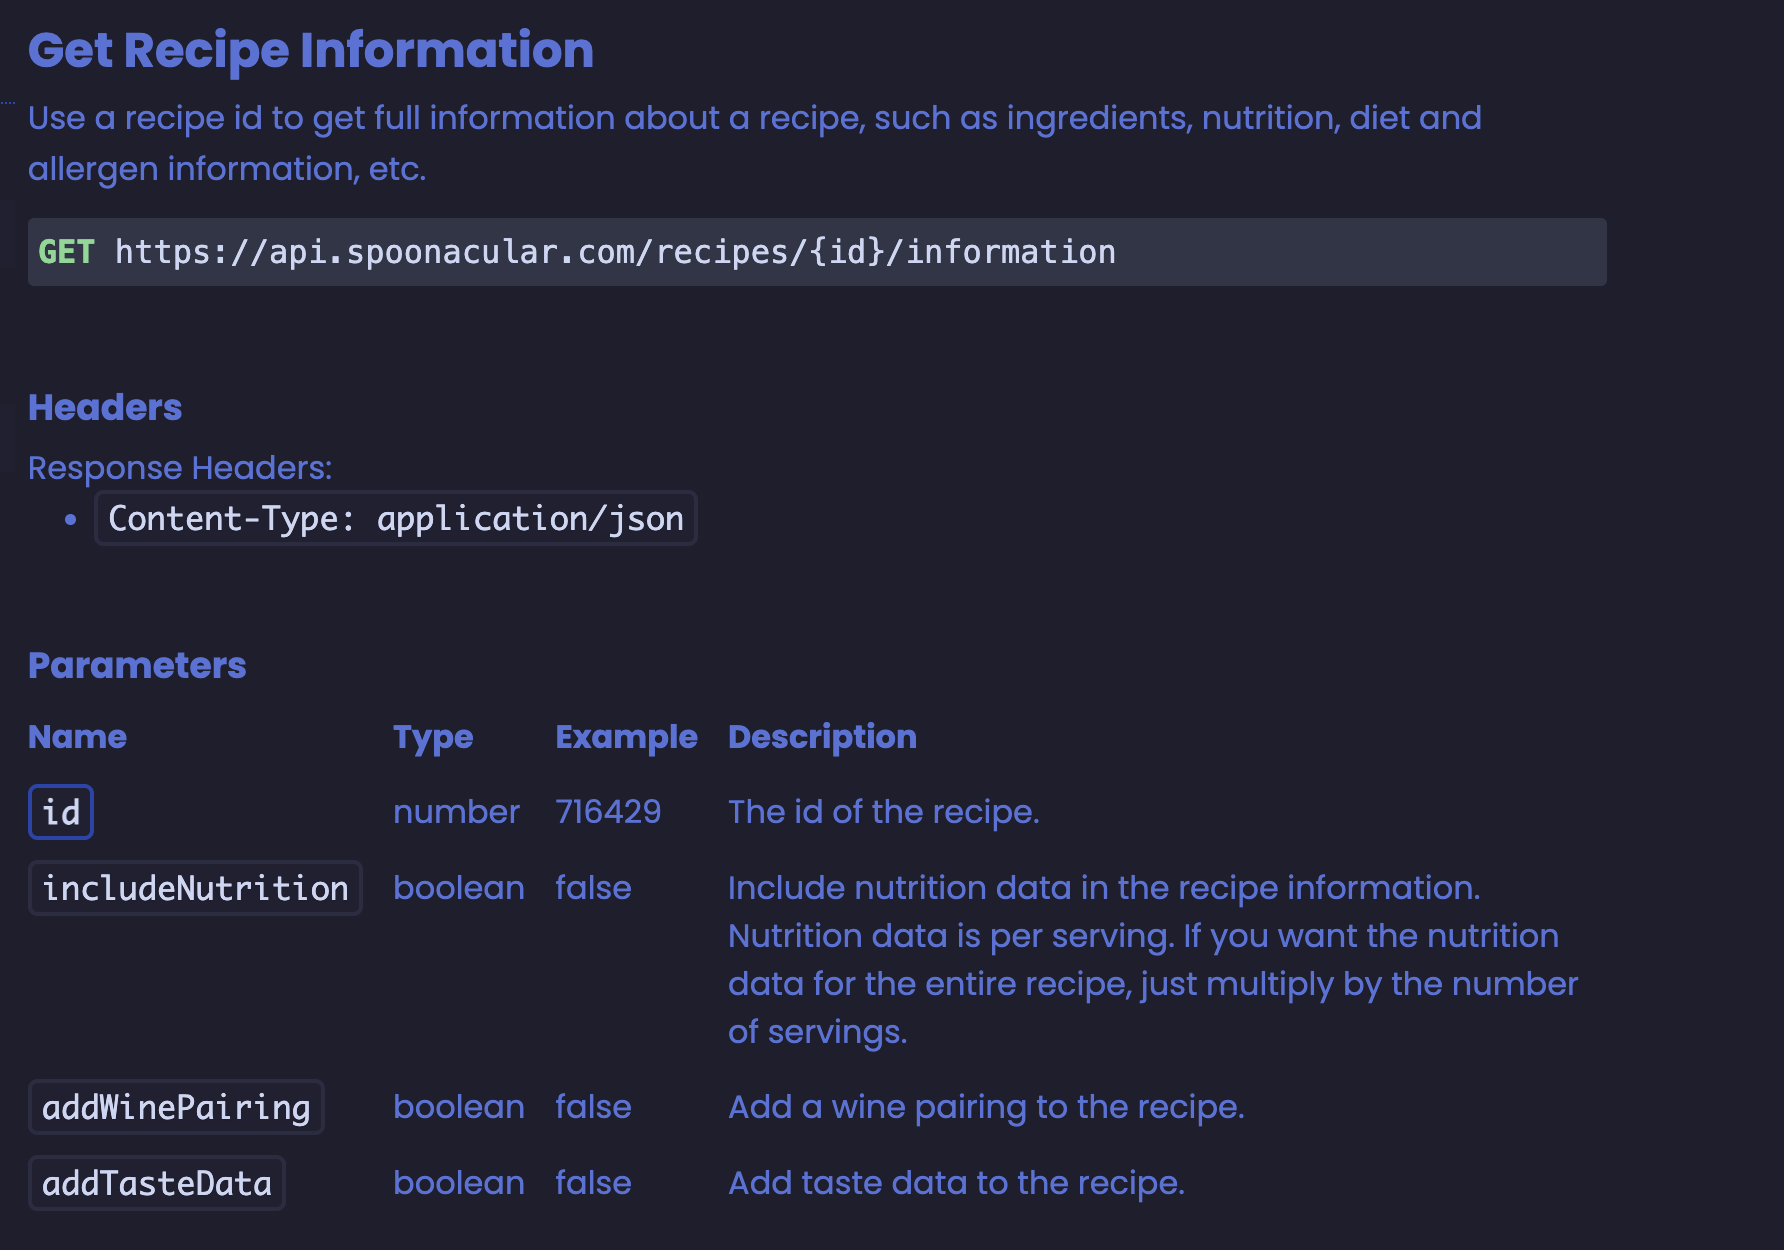 Get Recipe Information
Use a recipe id to get full information about a recipe, such as ingredients, nutrition, diet and
allergen information, etc.
GET https://api.spoonacular.com/recipes/{id}/information
Headers
Response Headers:
• Content-Type: application/json
Parameters
Name Type Example Description
id number 716429 The id of the recipe.
includeNutrition boolean false Include nutrition data in the recipe information.
Nutrition data is per serving. If you want the nutrition
data for the entire recipe, just multiply by the number
of servings.
addWinePairing boolean false Add a wine pairing to the recipe.
addTasteData boolean false Add taste data to the recipe.